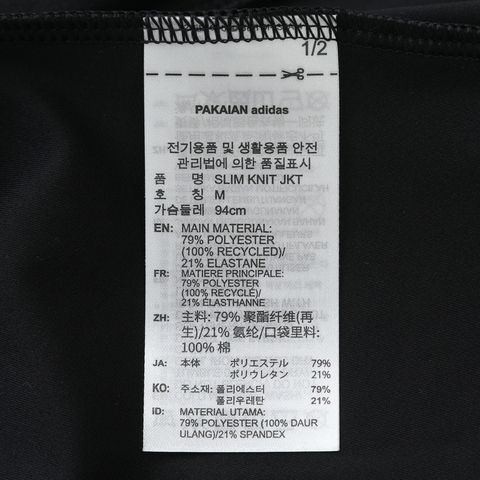 1/2
PAKAIAN adidas
전기용품 및 생활용품 안전
관리법에 의한 품질표시
품 명 SLIM KNIT JKT
호 칭 M
가슴둘레 94cm
EN: MAIN MATERIAL:
79% POLYESTER
(100% RECYCLED)/
21% ELASTANE
FR: MATIERE PRINCIPALE:
79% POLYESTER
(100% RECYCLÉ)/
21% ÉLASTHANNE
ZH: 主料: 79% 聚酯纤维(再
生)/21% 氨纶/口袋里料:
100% 棉
JA: 本体 ポリエステル 79%
ポリウレタン 21%
KO: 주소재: 폴리에스터 79%
폴리우레탄 21%
ID: MATERIAL UTAMA:
79% POLYESTER (100% DAUR
ULANG)/21% SPANDEX